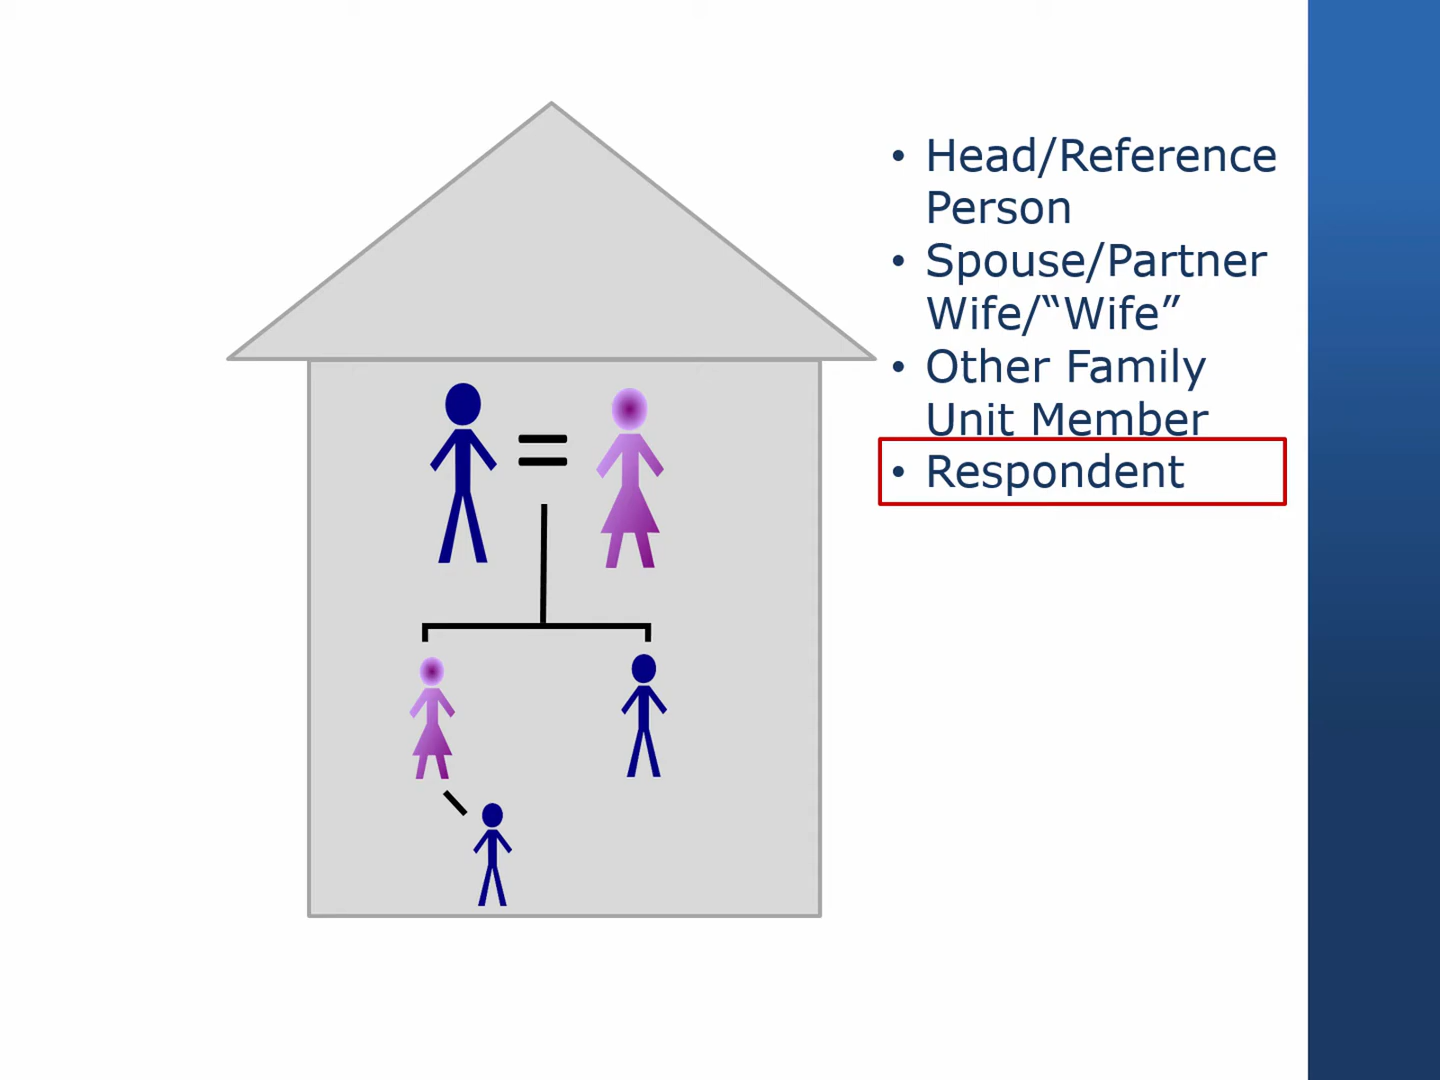 • Head/Reference
Person
• Spouse/Partner
Wife/“Wife”
• Other Family
Unit Member
• Respondent